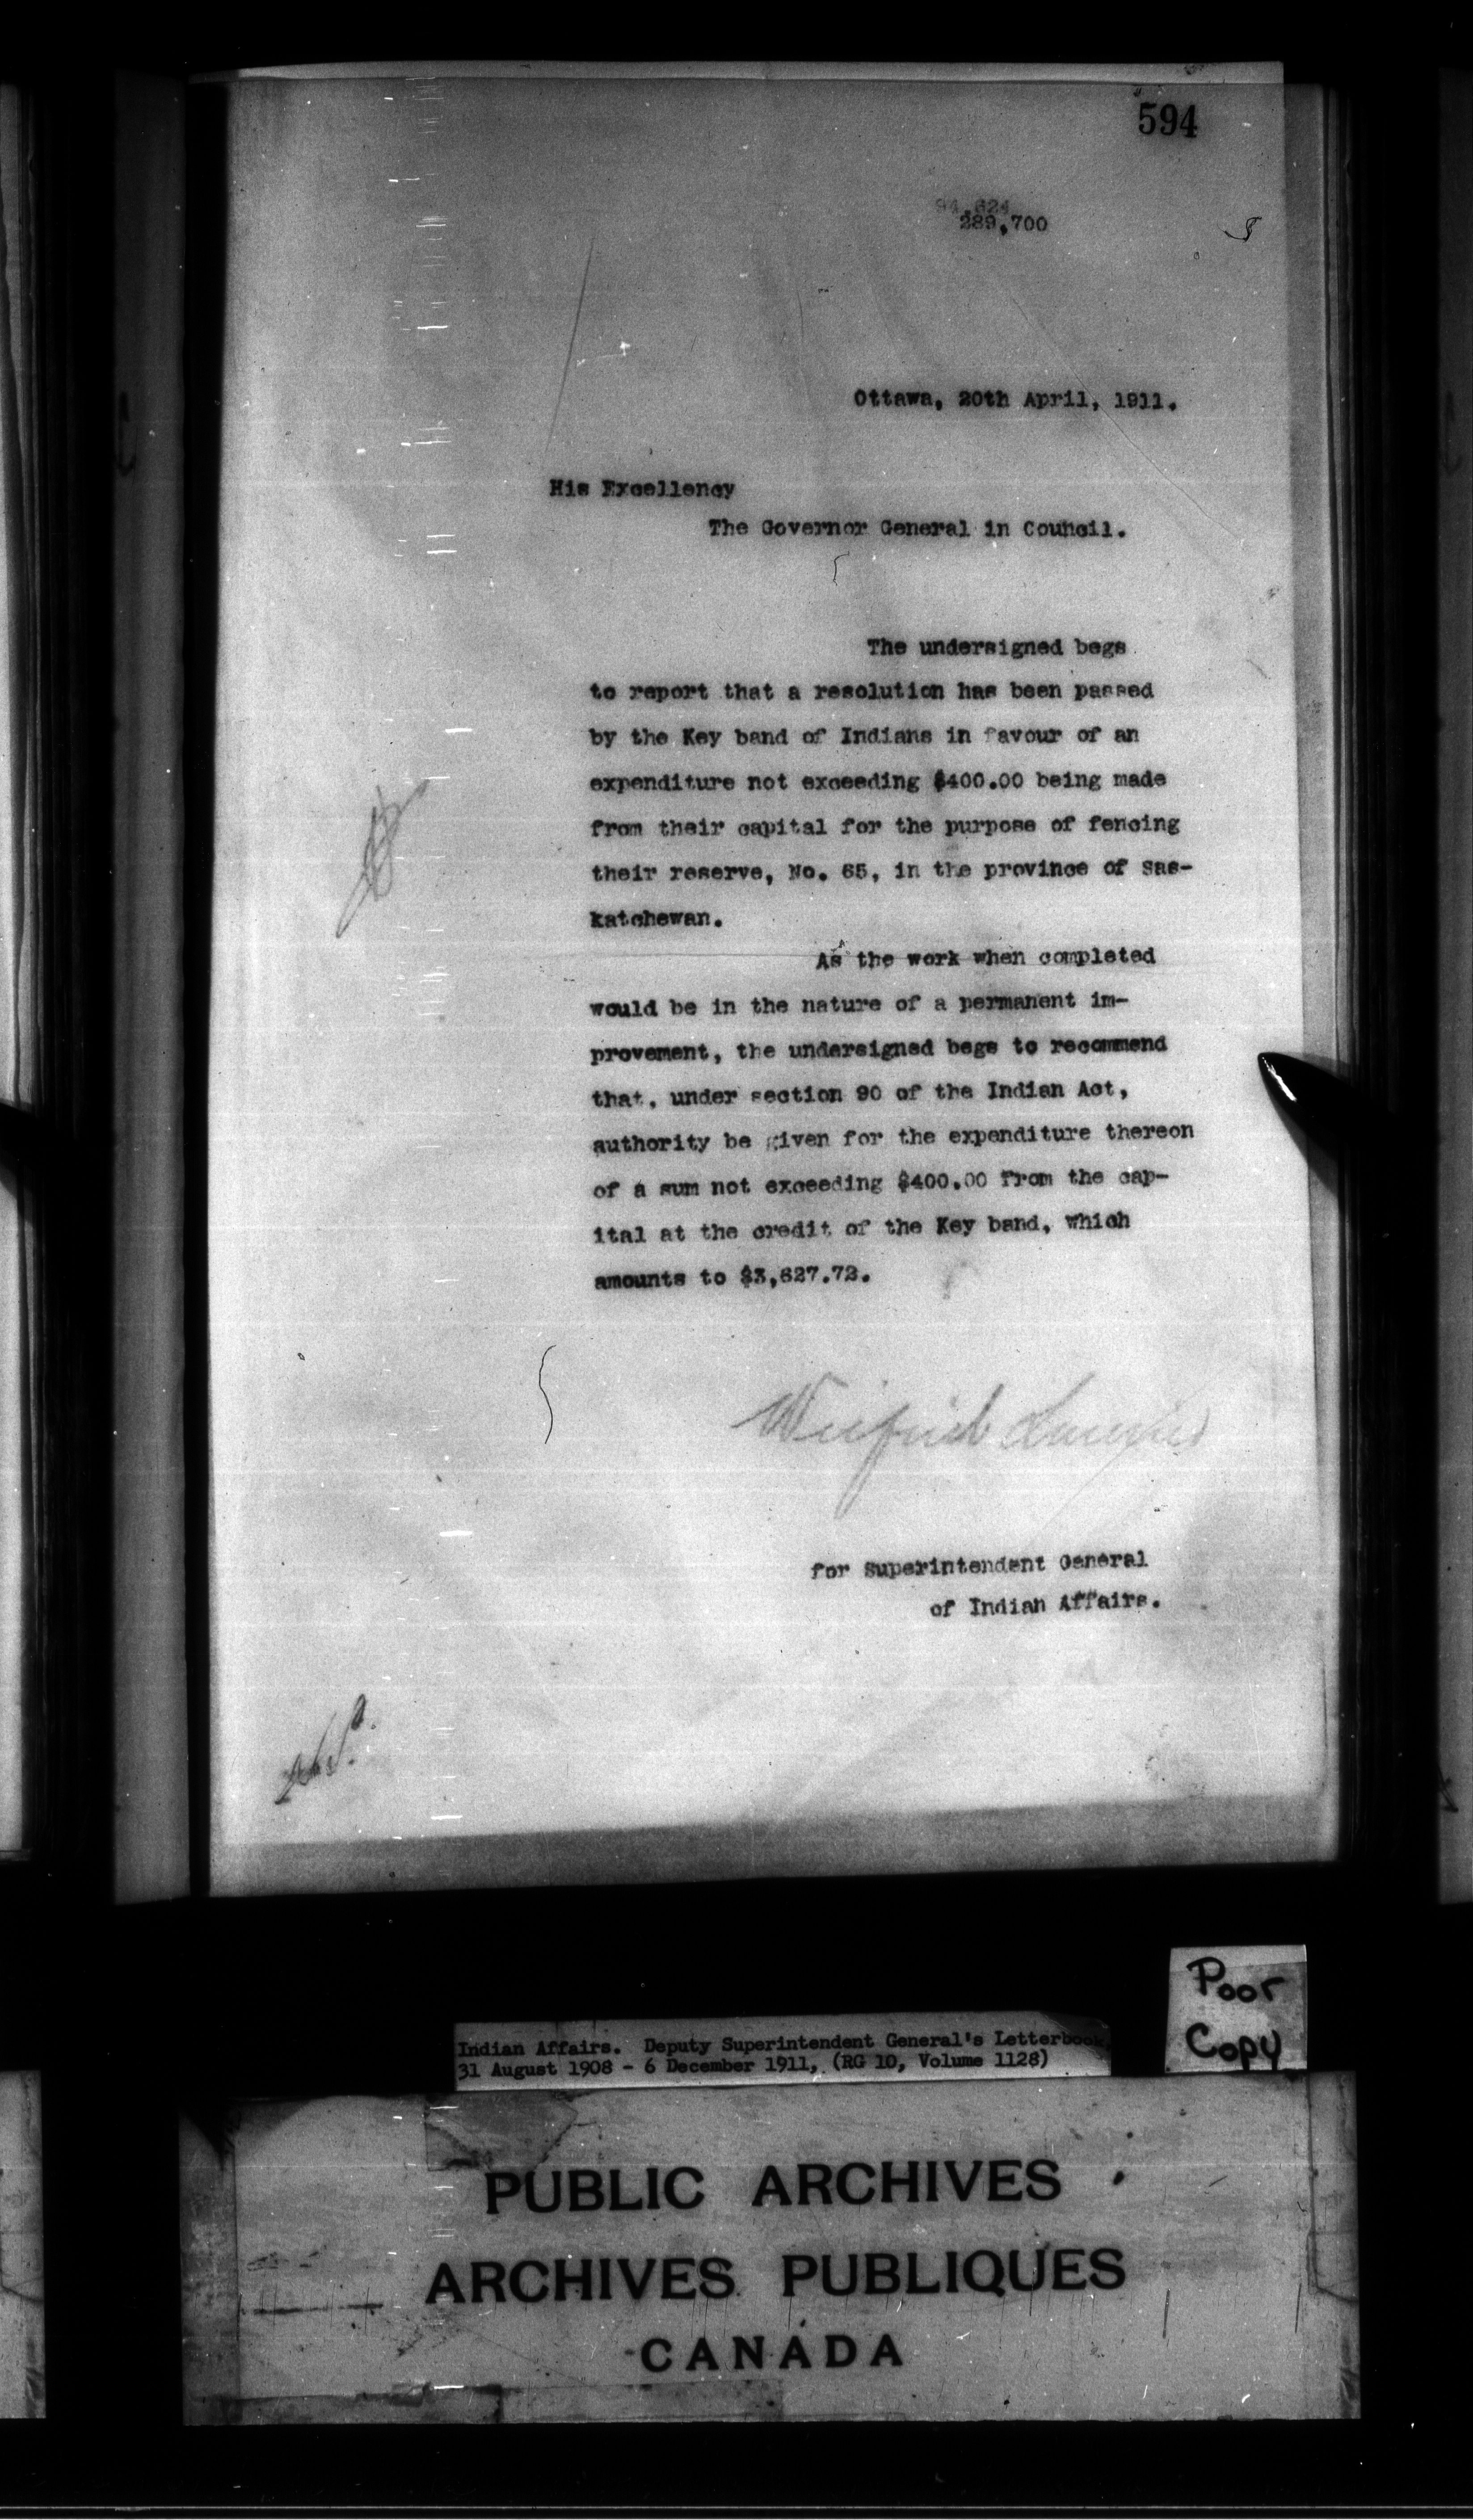 594
94,624
289,700
Ottawa, 20th April, 1911.
His Excellency
The Governor General in Council.
The undersigned begs
to report that a resolution has been passed
by the Key band of Indians in favour of an
expenditure not exceeding $400.00 being made
from their capital for the purpose of fencing
their reserve, No. 65, in the province of Sas-
katchewan.
As the work when completed
would be in the nature of a permanent im-
provement, the undersigned begs to recommend
that, under section 90 of the Indian Act,
authority be given for the expenditure thereon
of a sum not exceeding $400.00 from the cap-
ital at the credit of the Key band, which
amounts to $3,627.72.
Wilfrid Laurier
for Superintendent General
of Indian Affairs.
Poor
Copy
Indian Affairs. Deputy Superintendent General's Letterbook,
31 August 1908 - 6 December 1911, (RG 10, Volume 1128)
PUBLIC ARCHIVES
ARCHIVES PUBLIQUES
CANADA